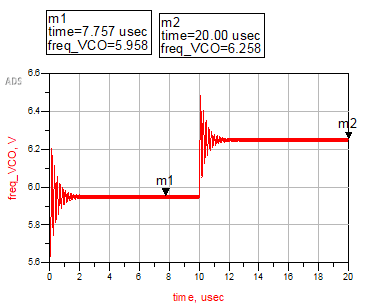 m1
time=7.757 usec
freq_VCO=5.958
m2
time=20.00 usec
freq_VCO=6.258
ADS
6.6
6.4
6.2
6.0
5.8
5.6
freq_VCO, V
m1
m2
0 2 4 6 8 10 12 14 16 18 20
time, usec